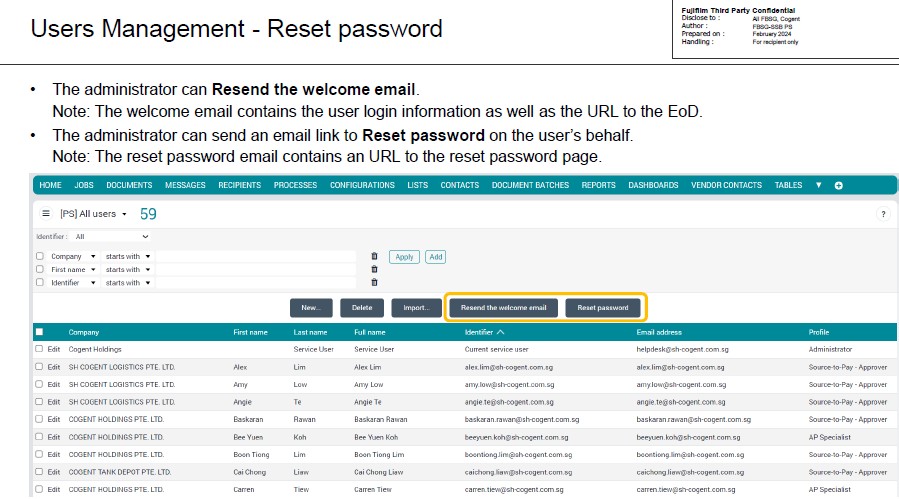 Users Management - Reset password
Fujifilm Third Party Confidential
Disclose to : All FBSG, Cogent
Author : FBSG-SSB PS
Prepared on : February 2024
Handling : For recipient only
• The administrator can Resend the welcome email.
Note: The welcome email contains the user login information as well as the URL to the EoD.
• The administrator can send an email link to Reset password on the user's behalf.
Note: The reset password email contains an URL to the reset password page.
HOME JOBS DOCUMENTS MESSAGES RECIPIENTS PROCESSES CONFIGURATIONS LISTS CONTACTS DOCUMENT BATCHES REPORTS DASHBOARDS VENDOR CONTACTS TABLES
[PS] All users 59 ?
Identifier : All
Company starts with Apply Add
First name starts with
Identifier starts with
New... Delete Import... Resend the welcome email Reset password
Company First name Last name Full name Identifier Email address Profile
Edit Cogent Holdings Service User Service User Current service user helpdesk@sh-cogent.com.sg Administrator
Edit SH COGENT LOGISTICS PTE. LTD. Alex Lim Alex Lim alex.lim@sh-cogent.com.sg alex.lim@sh-cogent.com.sg Source-to-Pay - Approver
Edit SH COGENT LOGISTICS PTE. LTD. Amy Low Amy Low amy.low@sh-cogent.com.sg amy.low@sh-cogent.com.sg Source-to-Pay - Approver
Edit SH COGENT LOGISTICS PTE. LTD. Angie Te Angie Te angie.te@sh-cogent.com.sg angie.te@sh-cogent.com.sg Source-to-Pay - Approver
Edit COGENT HOLDINGS PTE. LTD. Baskaran Rawan Baskaran Rawan baskaran.rawan@sh-cogent.com.sg baskaran.rawan@sh-cogent.com.sg Source-to-Pay - Approver
Edit COGENT HOLDINGS PTE. LTD. Bee Yuen Koh Bee Yuen Koh beeyuen.koh@sh-cogent.com.sg beeyuen.koh@sh-cogent.com.sg AP Specialist
Edit COGENT HOLDINGS PTE. LTD. Boon Tiong Lim Boon Tiong Lim boontiong.lim@sh-cogent.com.sg boontiong.lim@sh-cogent.com.sg Source-to-Pay - Approver
Edit COGENT TANK DEPOT PTE. LTD. Cai Chong Liaw Cai Chong Liaw caichong.liaw@sh-cogent.com.sg caichong.liaw@sh-cogent.com.sg Source-to-Pay - Approver
Edit COGENT HOLDINGS PTE. LTD. Carren Tiew Carren Tiew carren.tiew@sh-cogent.com.sg carren.tiew@sh-cogent.com.sg AP Specialist